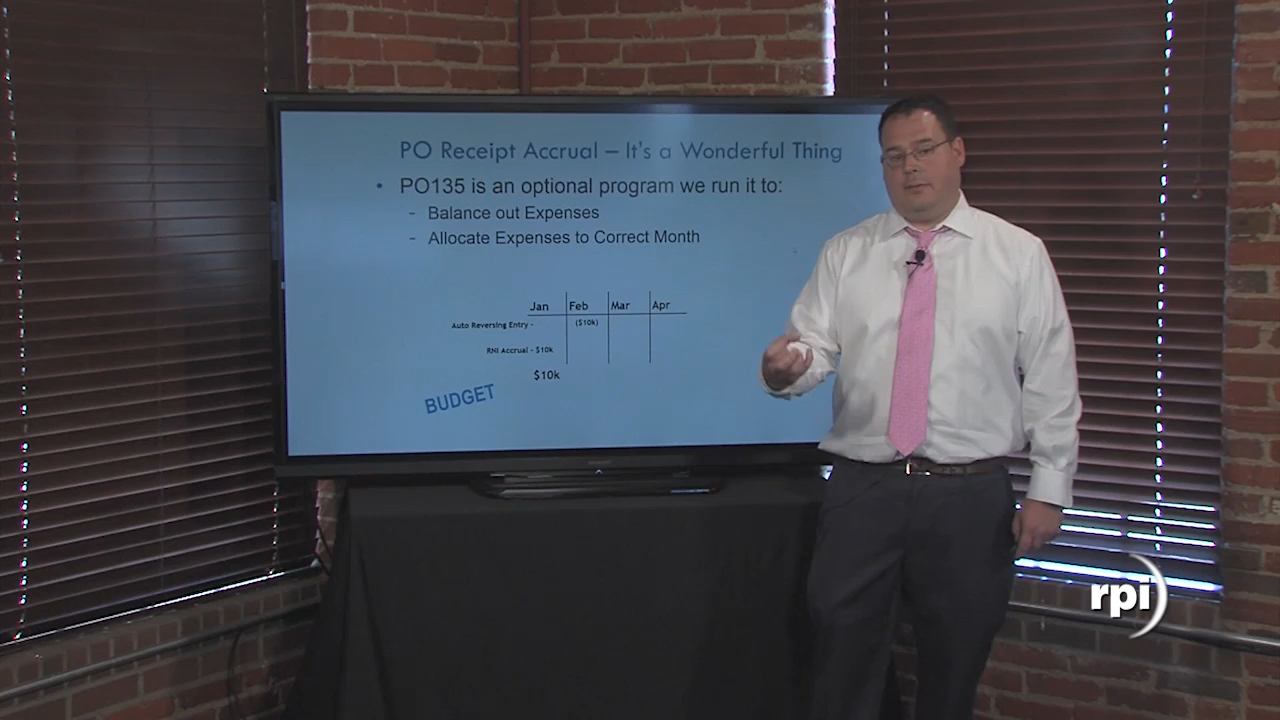 PO Receipt Accrual – It's a Wonderful Thing
• PO135 is an optional program we run it to:
- Balance out Expenses
- Allocate Expenses to Correct Month
Jan Feb Mar Apr
Auto Reversing Entry - ($10k)
RNI Accrual - $10k
$10k
BUDGET
rpi